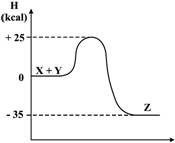 H
(kcal)
+ 25
X + Y
0
Z
- 35